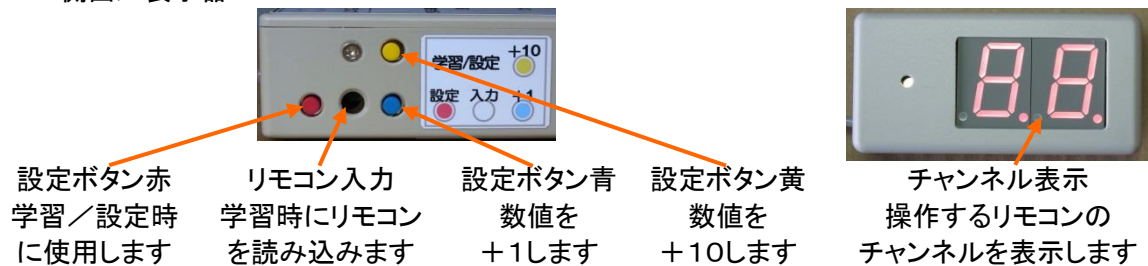 学習/設定 +10
設定 入力 +1
88
設定ボタン赤
学習／設定時
に使用します
リモコン入力
学習時にリモコン
を読み込みます
設定ボタン青
数値を
＋1します
設定ボタン黄
数値を
＋10します
チャンネル表示
操作するリモコンの
チャンネルを表示します